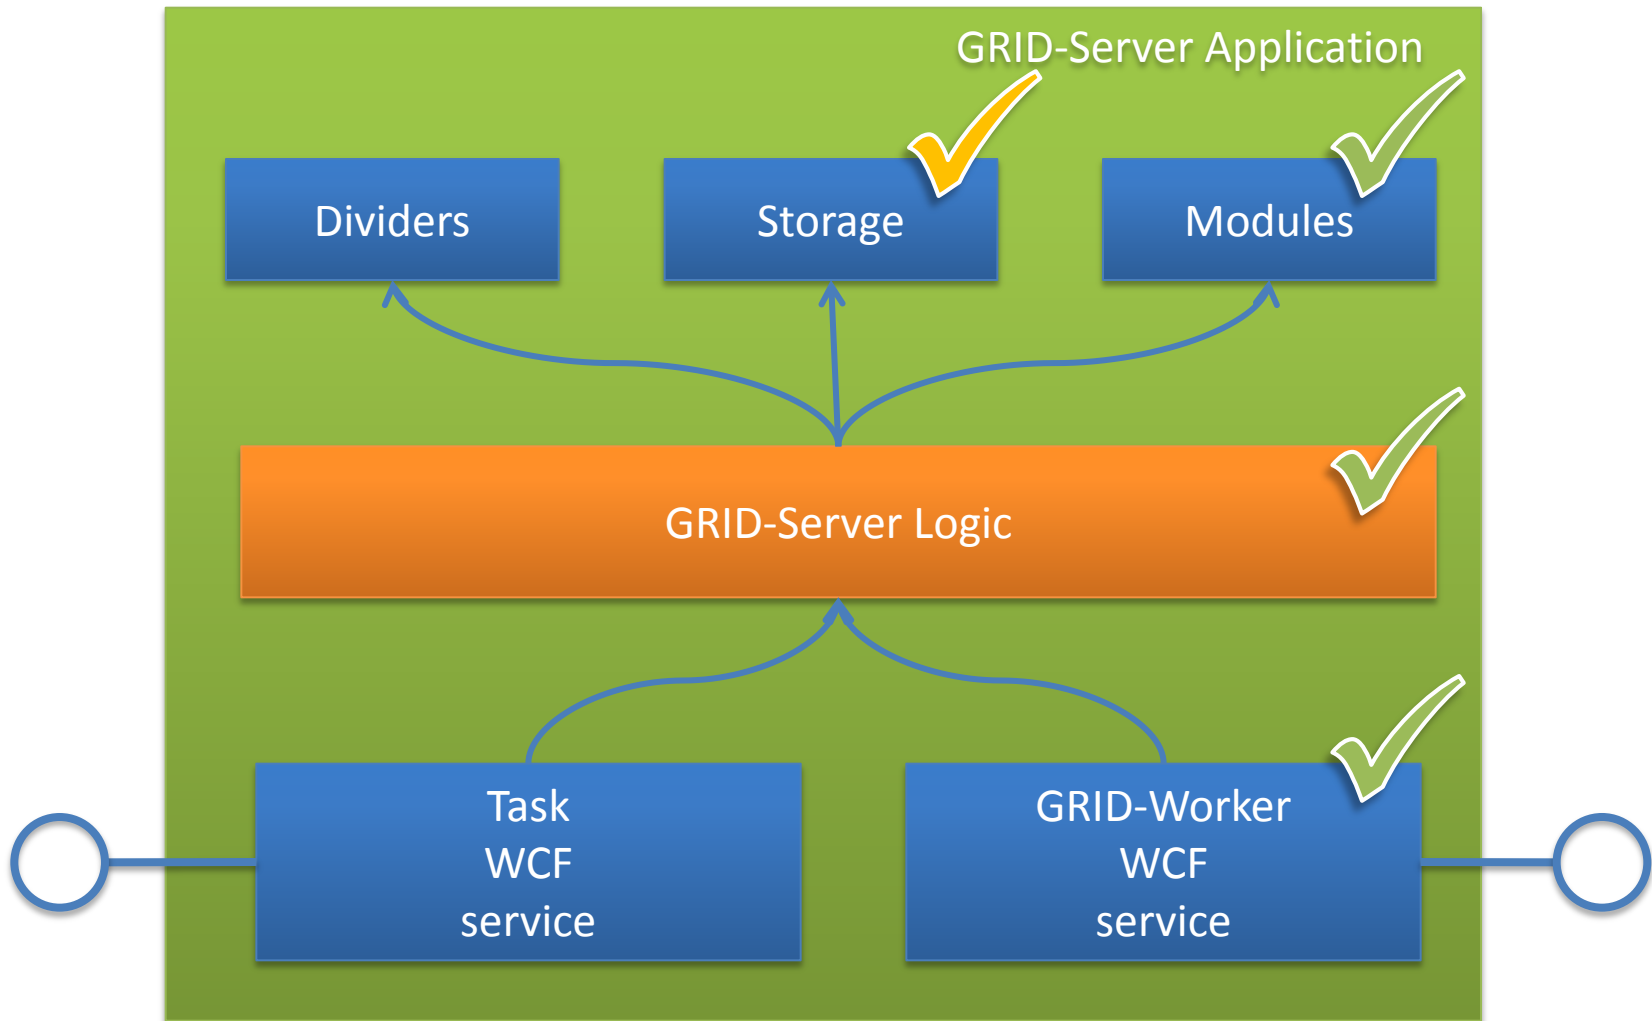 GRID-Server Application
Dividers
Storage
Modules
GRID-Server Logic
Task
WCF
service
GRID-Worker
WCF
service